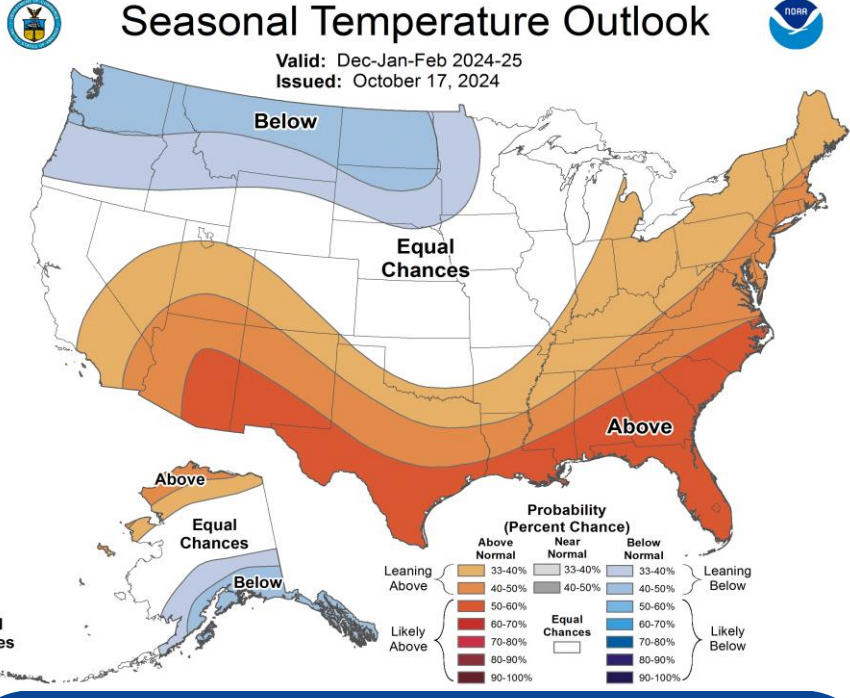 Seasonal Temperature Outlook
NOAA
Valid: Dec-Jan-Feb 2024-25
Issued: October 17, 2024
Below
Equal
Chances
Above
Above
Equal
Chances
Below
Probability
(Percent Chance)
Above
Normal
Near
Normal
Below
Normal
Leaning
Above
33-40%
33-40%
33-40%
Leaning
Below
40-50%
40-50%
40-50%
Likely
Above
50-60%
60-70%
70-80%
80-90%
90-100%
Equal
Chances
50-60%
60-70%
70-80%
80-90%
90-100%
Likely
Below